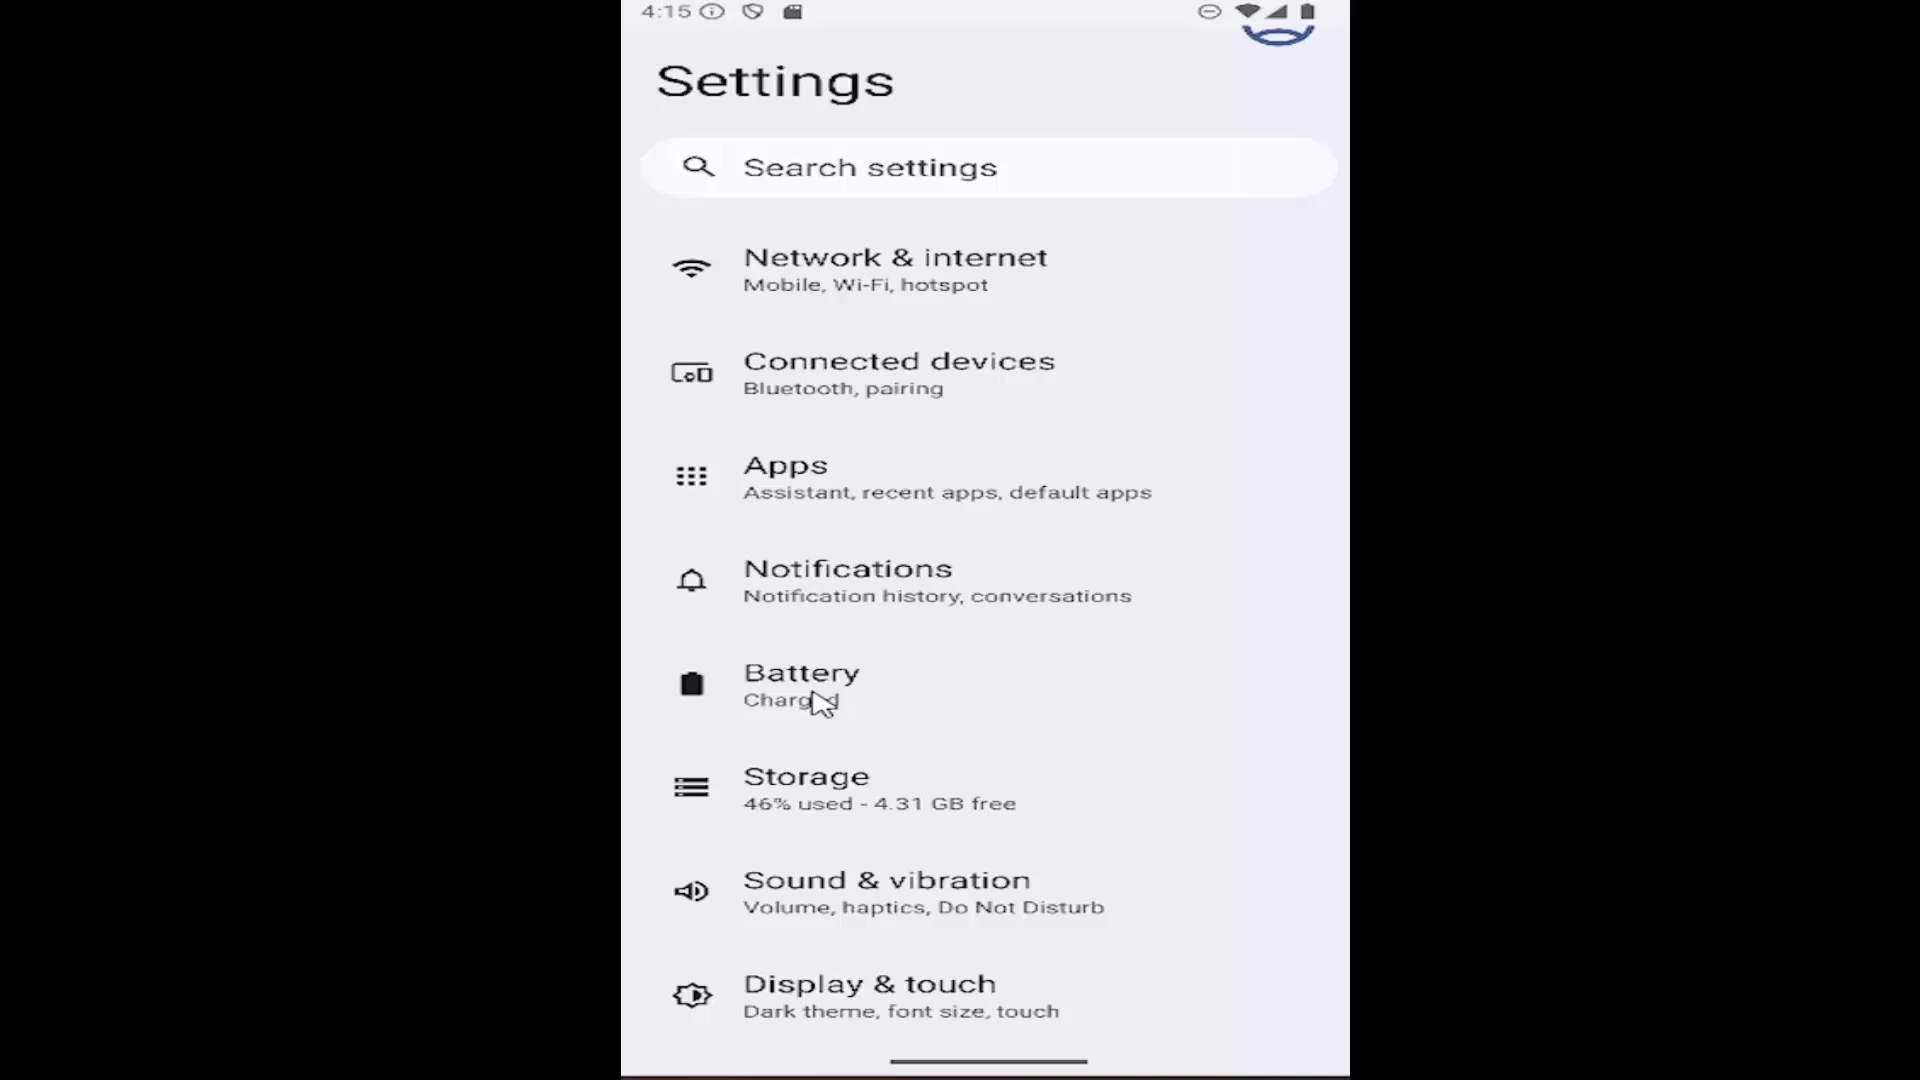 4:15
Settings
Search settings
Network & internet
Mobile, Wi-Fi, hotspot
Connected devices
Bluetooth, pairing
Apps
Assistant, recent apps, default apps
Notifications
Notification history, conversations
Battery
Charged
Storage
46% used - 4.31 GB free
Sound & vibration
Volume, haptics, Do Not Disturb
Display & touch
Dark theme, font size, touch